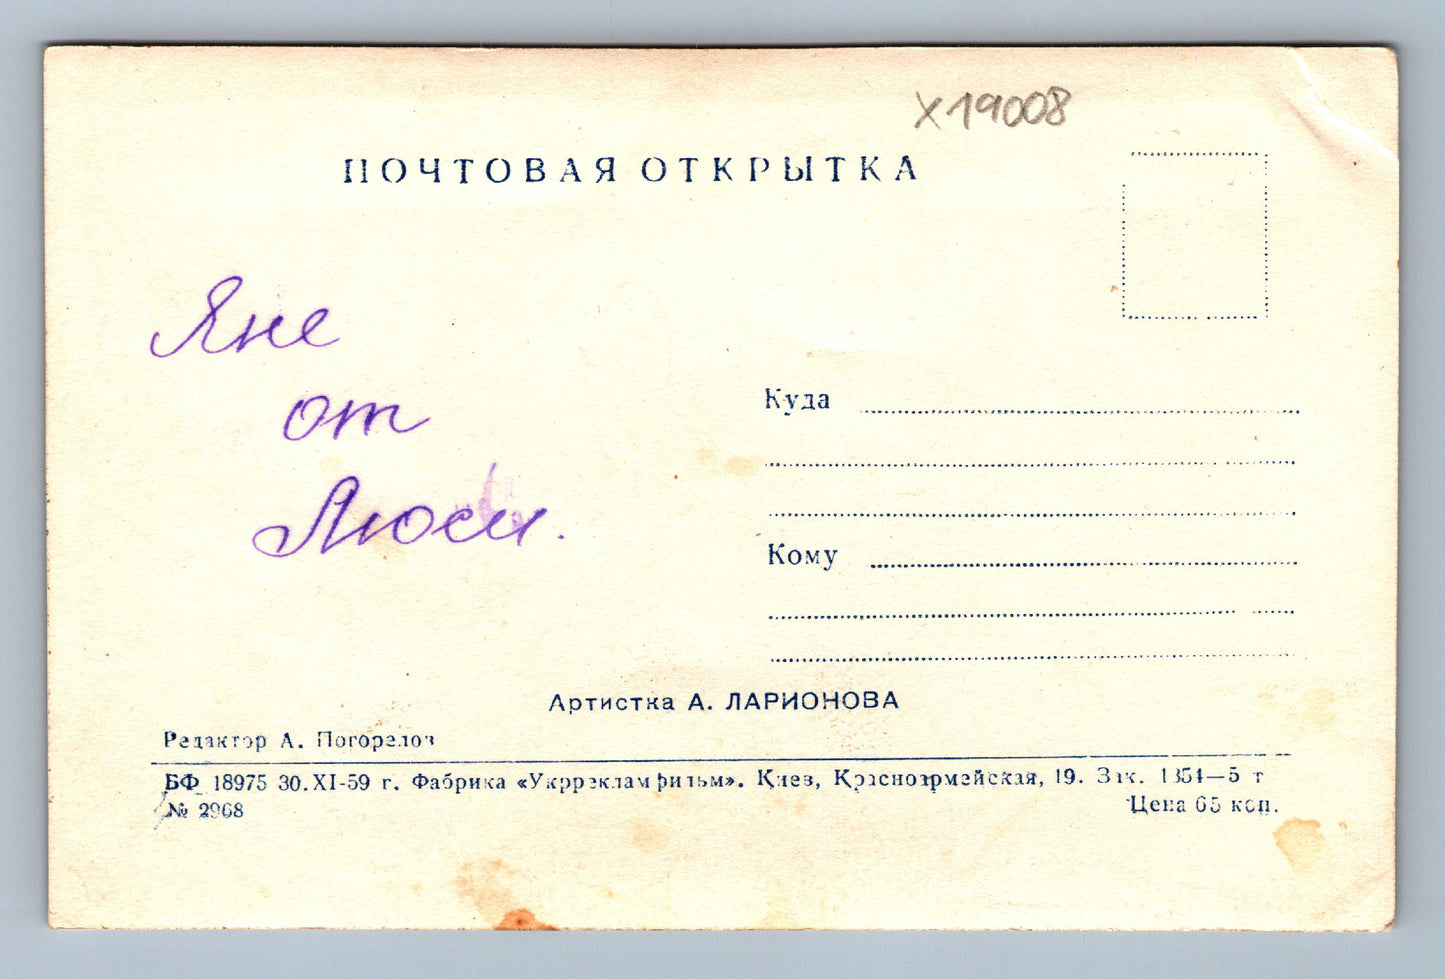 X19008
ПОЧТОВАЯ ОТКРЫТКА
Яне
от
Люси.
Куда
Кому
Артистка А. ЛАРИОНОВА
Редактор А. Погорелов
БФ 18975 30.XI-59 г. Фабрика «Укррекламфильм». Киев, Красноармейская, 19. Зак. 1354—5 т
№ 2968
Цена 65 коп.